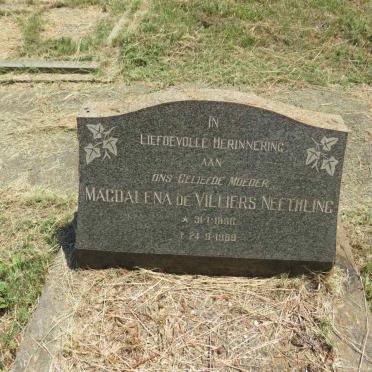 IN
LIEFDEVOLLE HERINNERING
AAN
ONS GELIEFDE MOEDER
MAGDALENA DE VILLIERS NEETHLING